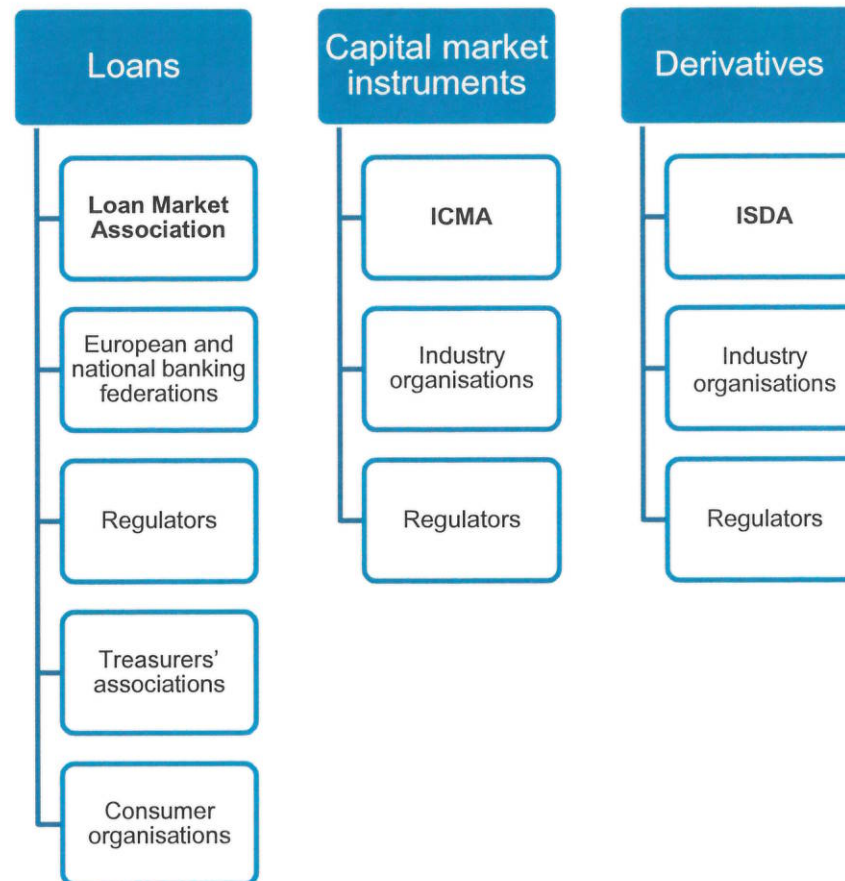 Loans
Loan Market
Association
European and
national banking
federations
Regulators
Treasurers’
associations
Consumer
organisations
Capital market
instruments
ICMA
Industry
organisations
Regulators
Derivatives
ISDA
Industry
organisations
Regulators